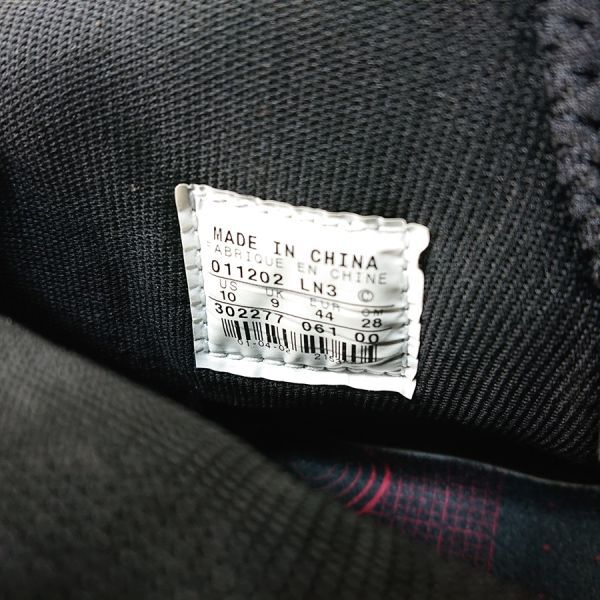 MADE IN CHINA
FABRIQUE EN CHINE
011202 LN3 ©
US UK EUR CM
10 9 44 28
302277 061 00